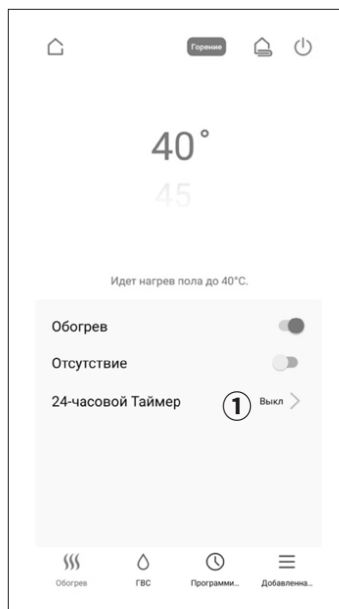 Горение
40°
45
Идет нагрев пола до 40°C.
Обогрев
Отсутствие
24-часовой Таймер 1 Выкл
Обогрев ГВС Программи... Добавленна...